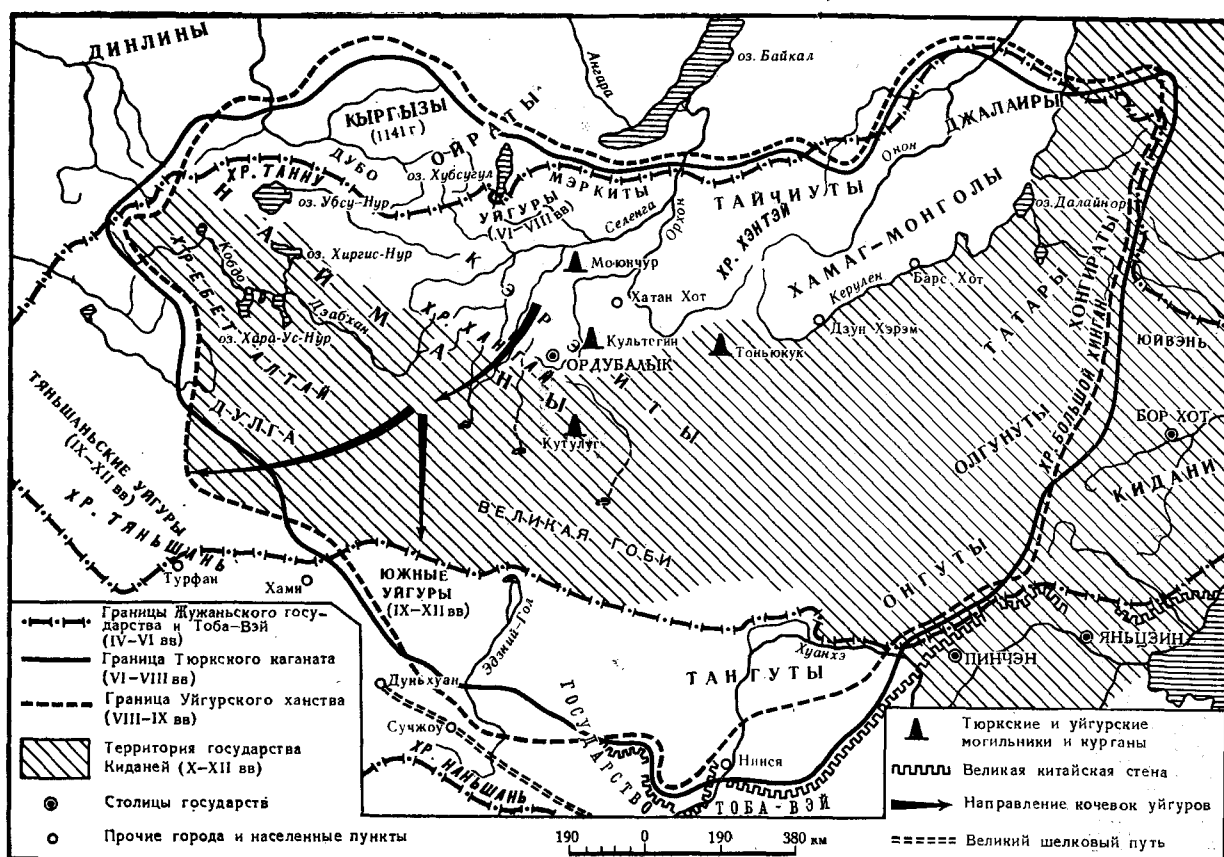 ДИНЛИНЫ
Ангара
оз. Байкал
КЫРГЫЗЫ
(1141 г)
ОЙРАТЫ
ДУБО
ХР. ТАННУ
оз. Хубсугул
оз. Убсу-Нур
УЙГУРЫ
(VI-VIII вв)
МЭРКИТЫ
ТАЙЧИУТЫ
ДЖАЛАИРЫ
Онон
Селенга
Орхон
ХР. ХЭНТЭЙ
ХАМАГ-МОНГОЛЫ
оз. Далайнор
НАЙМАНЫ
КЭРЭИТЫ
оз. Хиргис-Нур
Кобдо
Дзабхан
оз. Хара-Ус-Нур
ХРЕБЕТ АЛТАЙ
ХР. ХАНГАЙ
Моюнчур
Хатан Хот
Керулен
Барс Хот
Дзун Хэрэм
Культегин
Тоньюкук
ОРДУБАЛЫК
Кутулуг
ТАТАРЫ
ХОНГИРАТЫ
ХР. БОЛЬШОЙ ХИНГАН
ЮЙВЭНЬ
БОР-ХОТ
КИДАНИ
ОЛГУНУТЫ
ДУЛГА
ТЯНЬШАНЬСКИЕ УЙГУРЫ
(IX-XII вв)
ХР. ТЯНЬШАНЬ
Турфан
Хами
ВЕЛИКАЯ ГОБИ
ЮЖНЫЕ
УЙГУРЫ
(IX-XII вв)
Эдзний-Гол
ОНГУТЫ
Хуанхэ
ТАНГУТЫ
ЯНЬЦЗИН
ПИНЧЭН
Дуньхуан
Сучжоу
ХР. НАНЬШАНЬ
ГОСУДАРСТВО
ТОБА-ВЭЙ
Нинся
Границы Жужаньского госу-
дарства и Тоба-Вэй
(IV-VI вв)
Граница Тюркского каганата
(VI-VIII вв)
Граница Уйгурского ханства
(VIII-IX вв)
Территория государства
Киданей (X-XII вв)
Столицы государств
Прочие города и населенные пункты
190 0 190 380 км
Тюркские и уйгурские
могильники и курганы
Великая китайская стена
Направление кочевок уйгуров
Великий шелковый путь